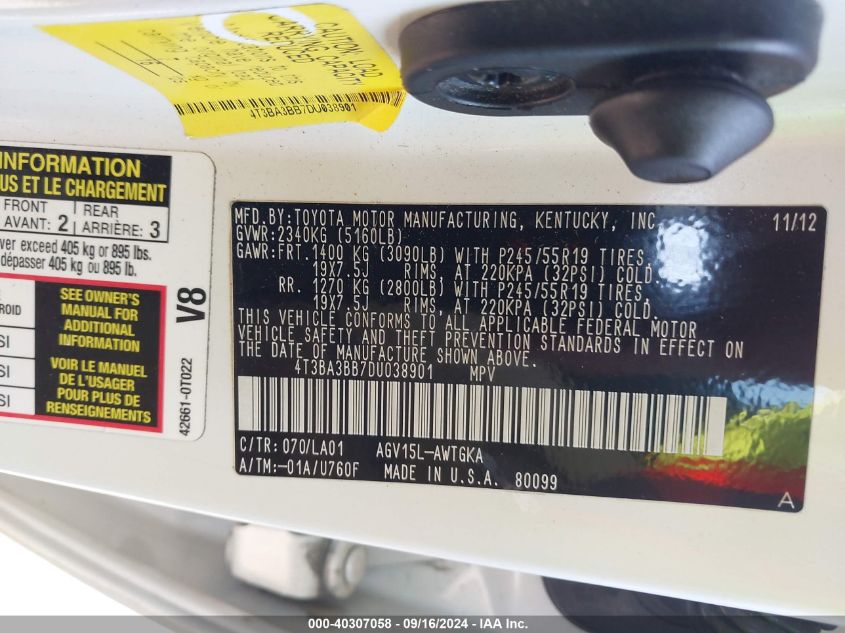 CAUTION LOAD
CARRYING CAPACITY
REDUCED
4T3BA3BB7DU038901
INFORMATION
US ET LE CHARGEMENT
FRONT
AVANT: 2
REAR
ARRIÈRE: 3
ver exceed 405 kg or 895 lbs.
dépasser 405 kg ou 895 lb.
SEE OWNER'S
MANUAL FOR
ADDITIONAL
INFORMATION
VOIR LE MANUEL
DE L'USAGER
POUR PLUS DE
RENSEIGNEMENTS
V8
42661-0T022
MFD.BY:TOYOTA MOTOR MANUFACTURING, KENTUCKY, INC. 11/12
GVWR:2340KG (5160LB)
GAWR:FRT.1400 KG (3090LB) WITH P245/55R19 TIRES,
19X7.5J RIMS, AT 220KPA (32PSI) COLD.
RR. 1270 KG (2800LB) WITH P245/55R19 TIRES,
19X7.5J RIMS, AT 220KPA (32PSI) COLD.
THIS VEHICLE CONFORMS TO ALL APPLICABLE FEDERAL MOTOR
VEHICLE SAFETY AND THEFT PREVENTION STANDARDS IN EFFECT ON
THE DATE OF MANUFACTURE SHOWN ABOVE.
4T3BA3BB7DU038901 MPV
C/TR:070/LA01 AGV15L-AWTGKA
A/TM:-01A/U760F MADE IN U.S.A. 80099
A
000-40307058 - 09/16/2024 - IAA Inc.